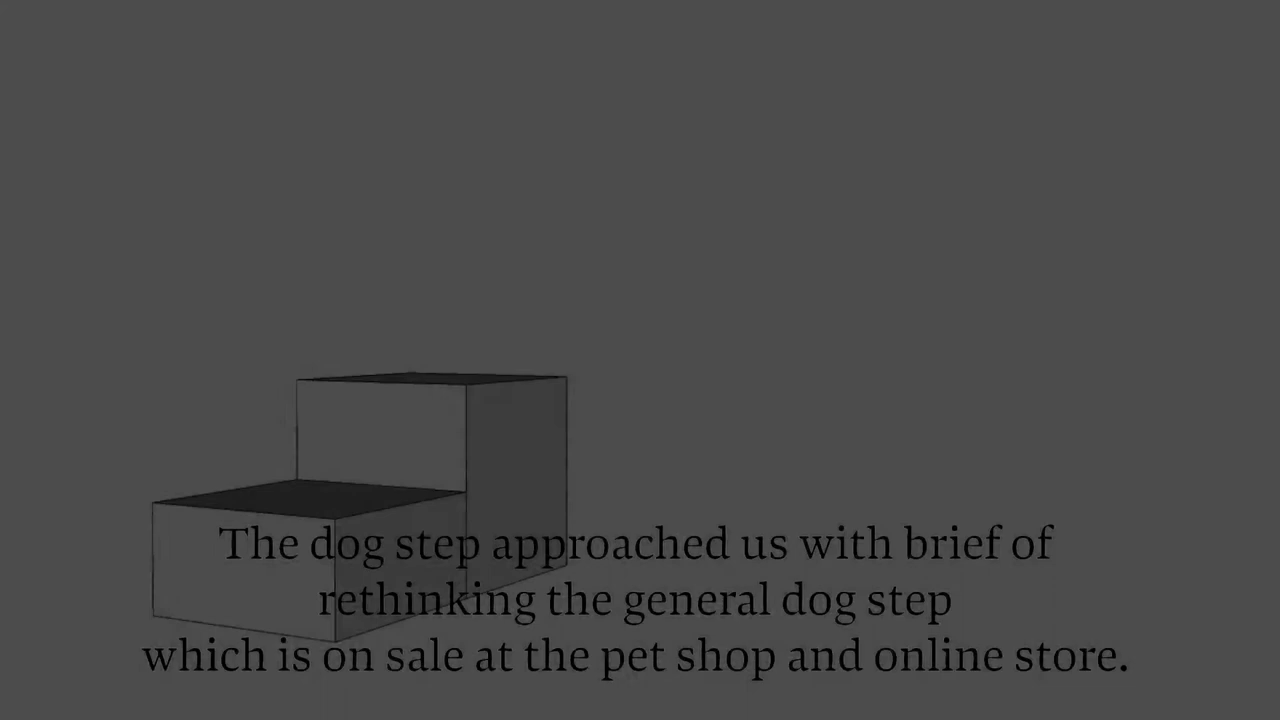 The dog step approached us with brief of
rethinking the general dog step
which is on sale at the pet shop and online store.